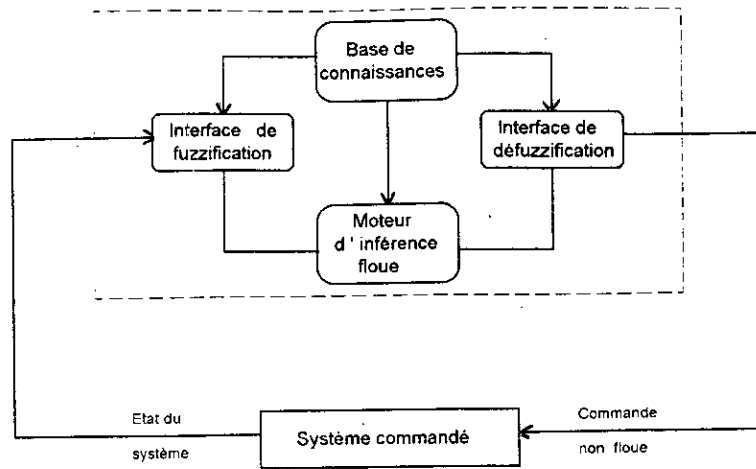 Base de
connaissances
Interface de
fuzzification
Interface de
défuzzification
Moteur
d ' inférence
floue
Etat du
système
Système commandé
Commande
non floue